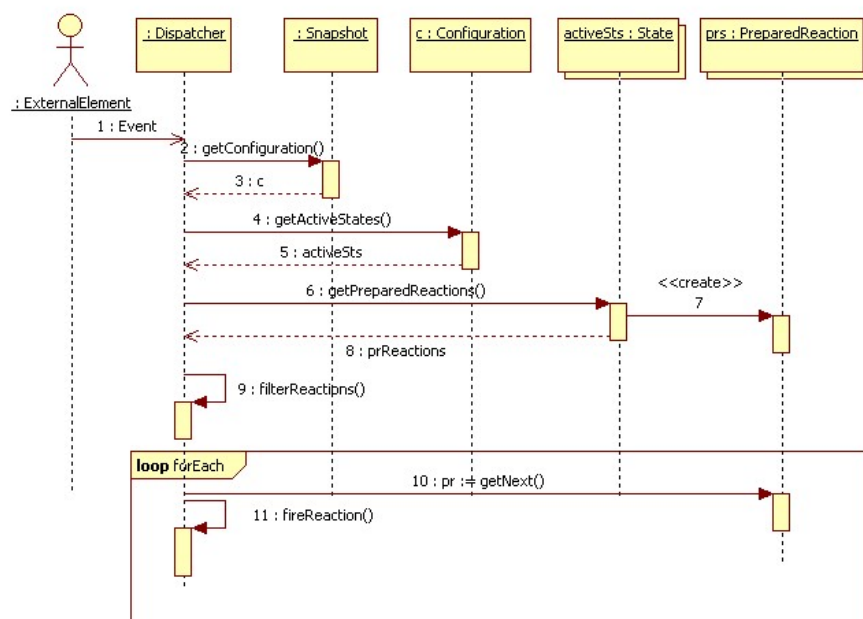 : Dispatcher
: Snapshot
c : Configuration
activeSts : State
prs : PreparedReaction
: ExternalElement
1 : Event
2 : getConfiguration()
3 : c
4 : getActiveStates()
5 : activeSts
6 : getPreparedReactions()
<<create>>
7
8 : prReactions
9 : filterReactions()
loop forEach
10 : pr := getNext()
11 : fireReaction()